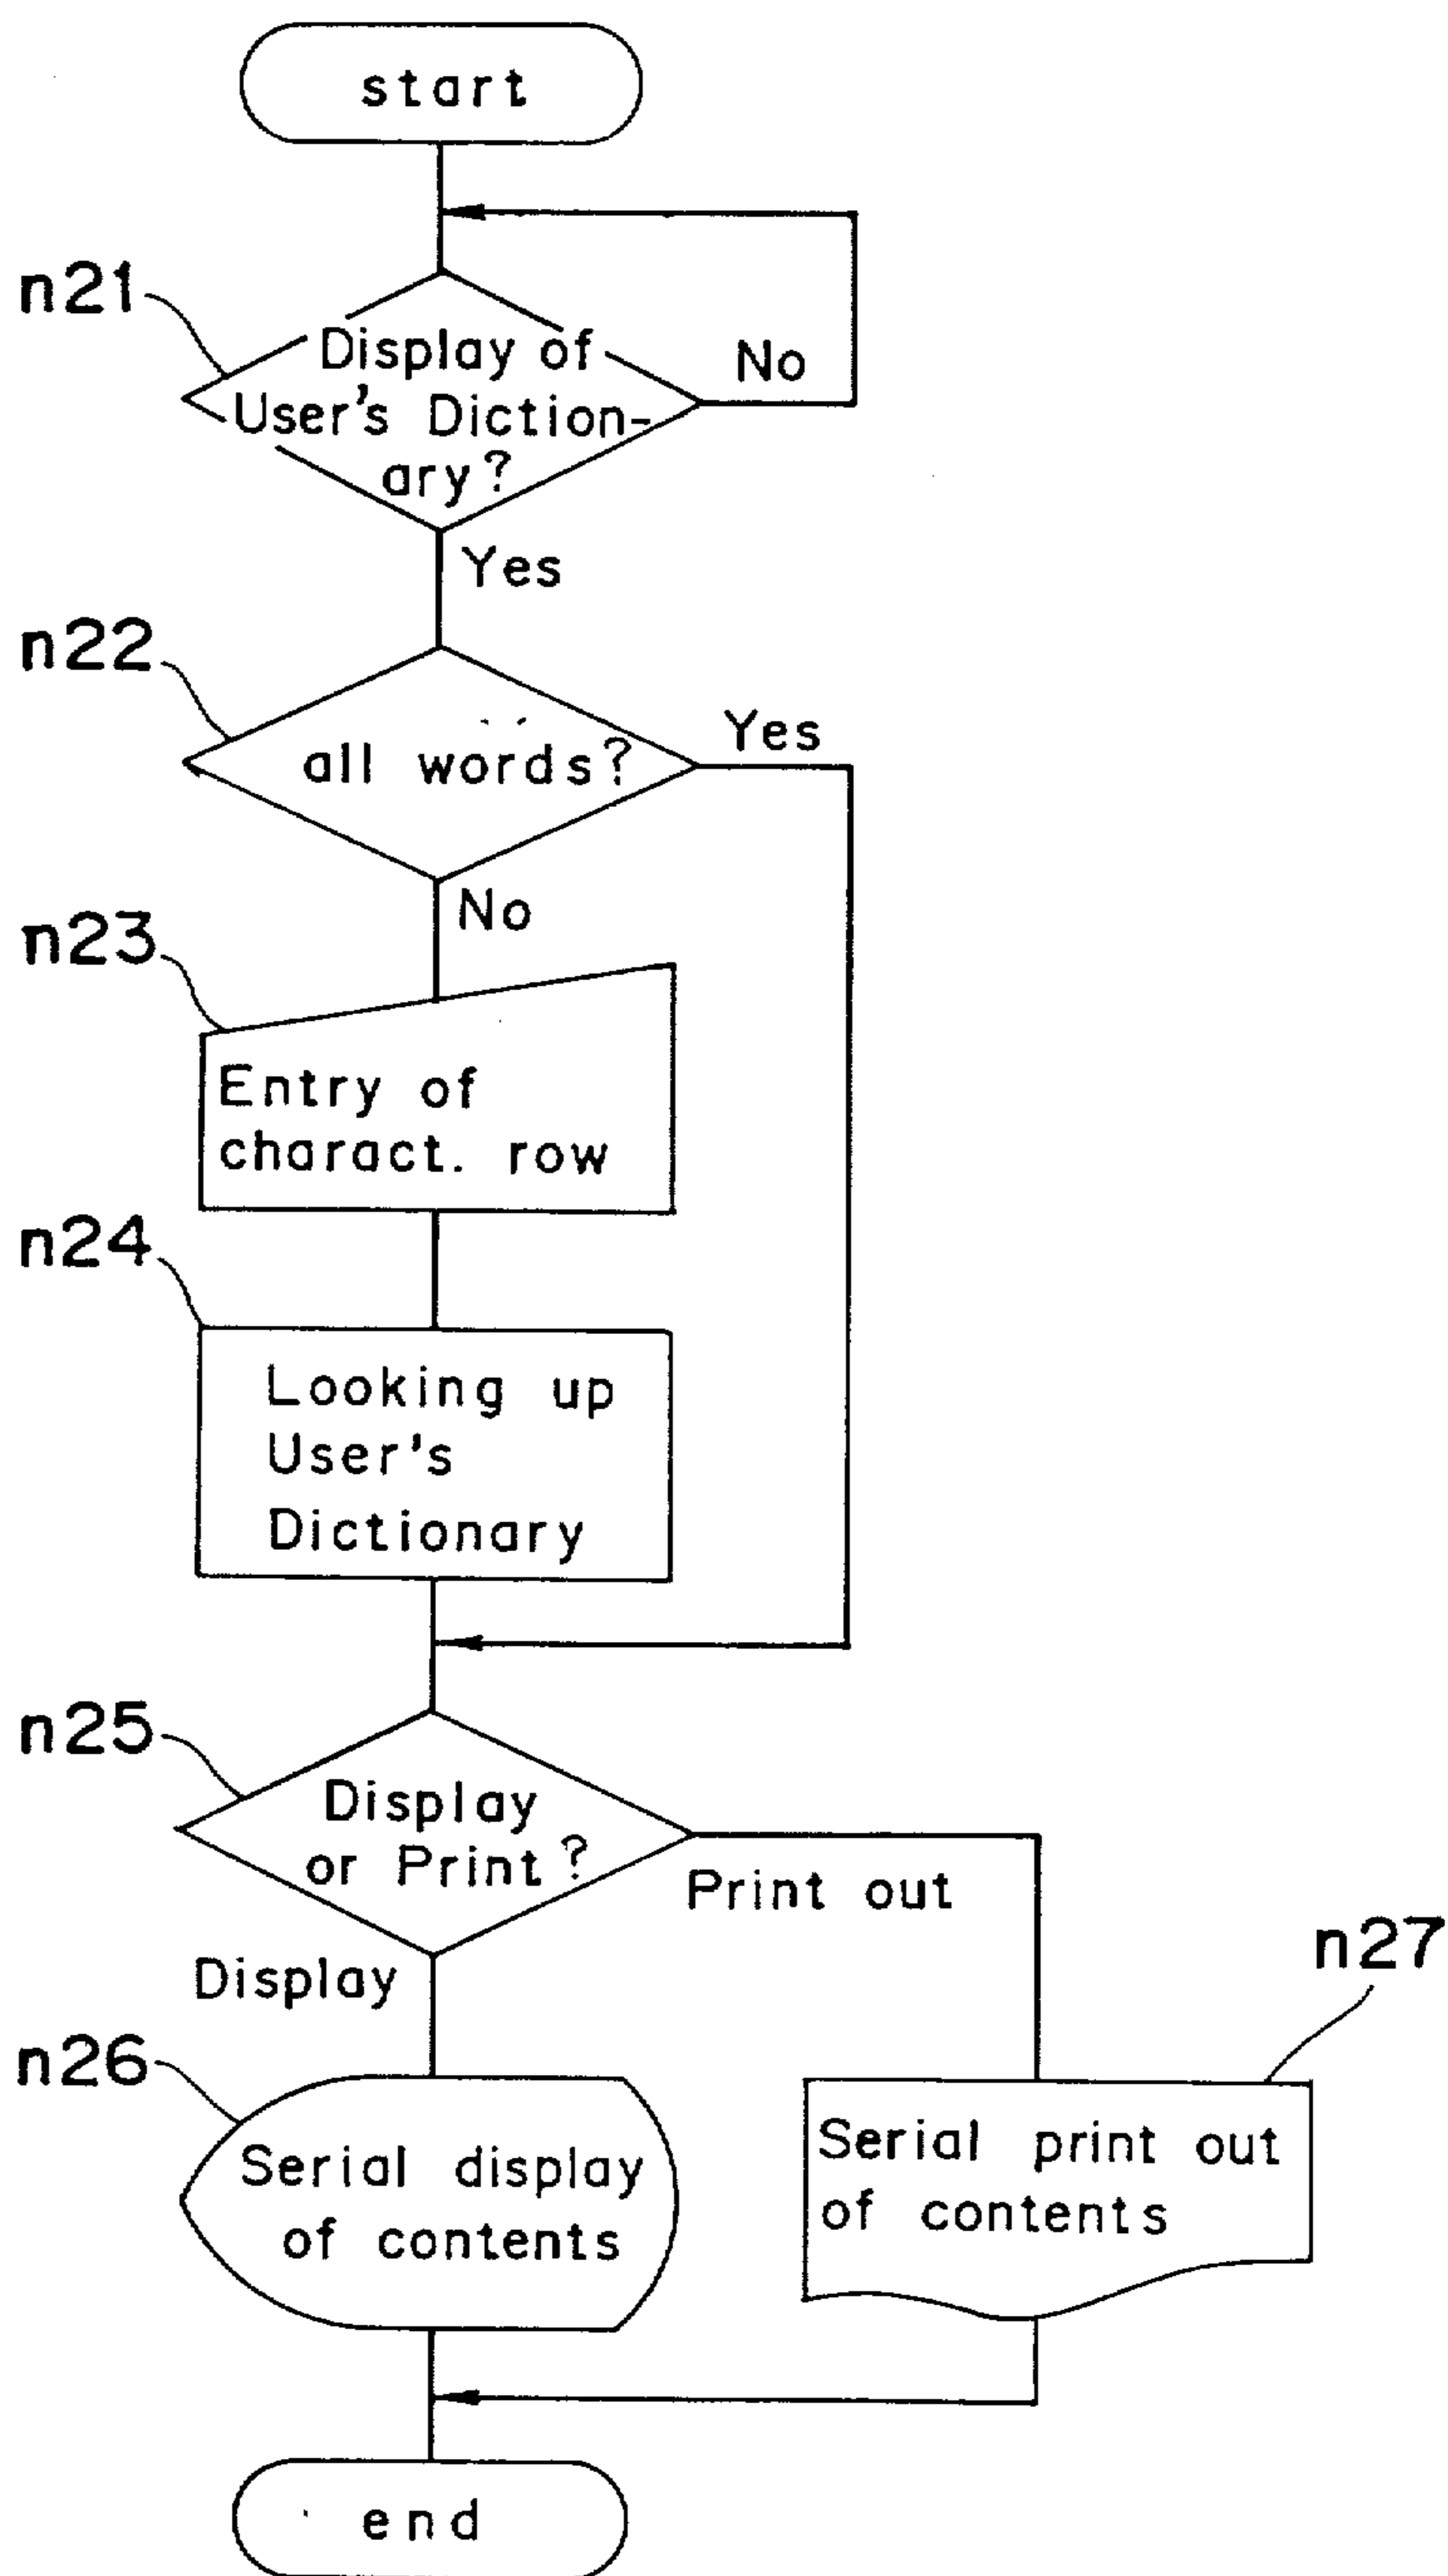 start
n21
Display of
User's Diction-
ary?
No
Yes
n22
all words?
Yes
No
n23
Entry of
charact. row
n24
Looking up
User's
Dictionary
n25
Display
or Print?
Print out
Display
n26
Serial display
of contents
n27
Serial print out
of contents
end